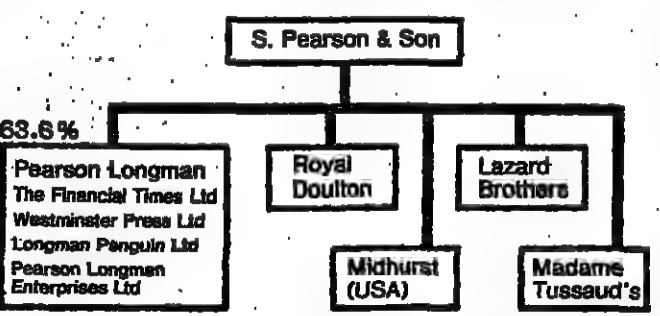 S. Pearson & Son
63.6%
Pearson Longman
The Financial Times Ltd
Westminster Press Ltd
Longman Penguin Ltd
Pearson Longman
Enterprises Ltd
Royal
Doulton
Lazard
Brothers
Midhurst
(USA)
Madame
Tussaud's